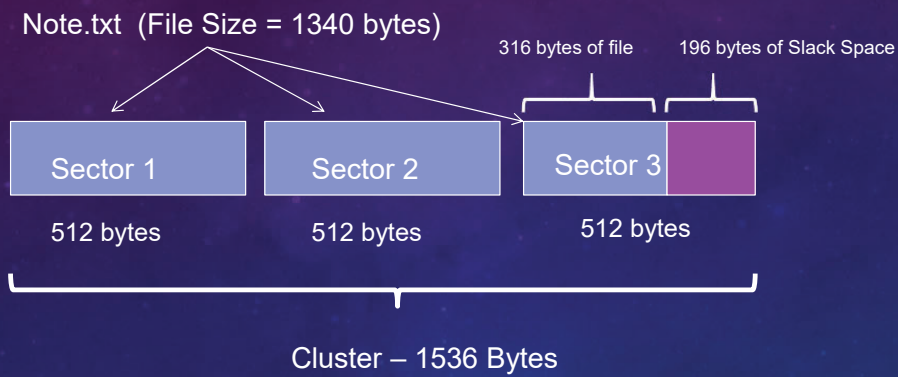 Note.txt  (File Size = 1340 bytes)
316 bytes of file
196 bytes of Slack Space
Sector 1
Sector 2
Sector 3
512 bytes
512 bytes
512 bytes
Cluster – 1536 Bytes